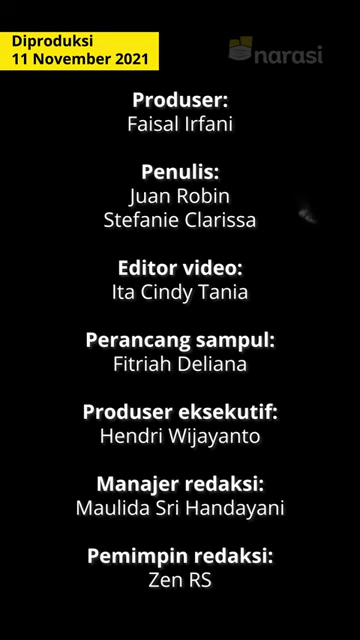 Diproduksi
11 November 2021
narasi
Produser:
Faisal Irfani
Penulis:
Juan Robin
Stefanie Clarissa
Editor video:
Ita Cindy Tania
Perancang sampul:
Fitriah Deliana
Produser eksekutif:
Hendri Wijayanto
Manajer redaksi:
Maulida Sri Handayani
Pemimpin redaksi:
Zen RS